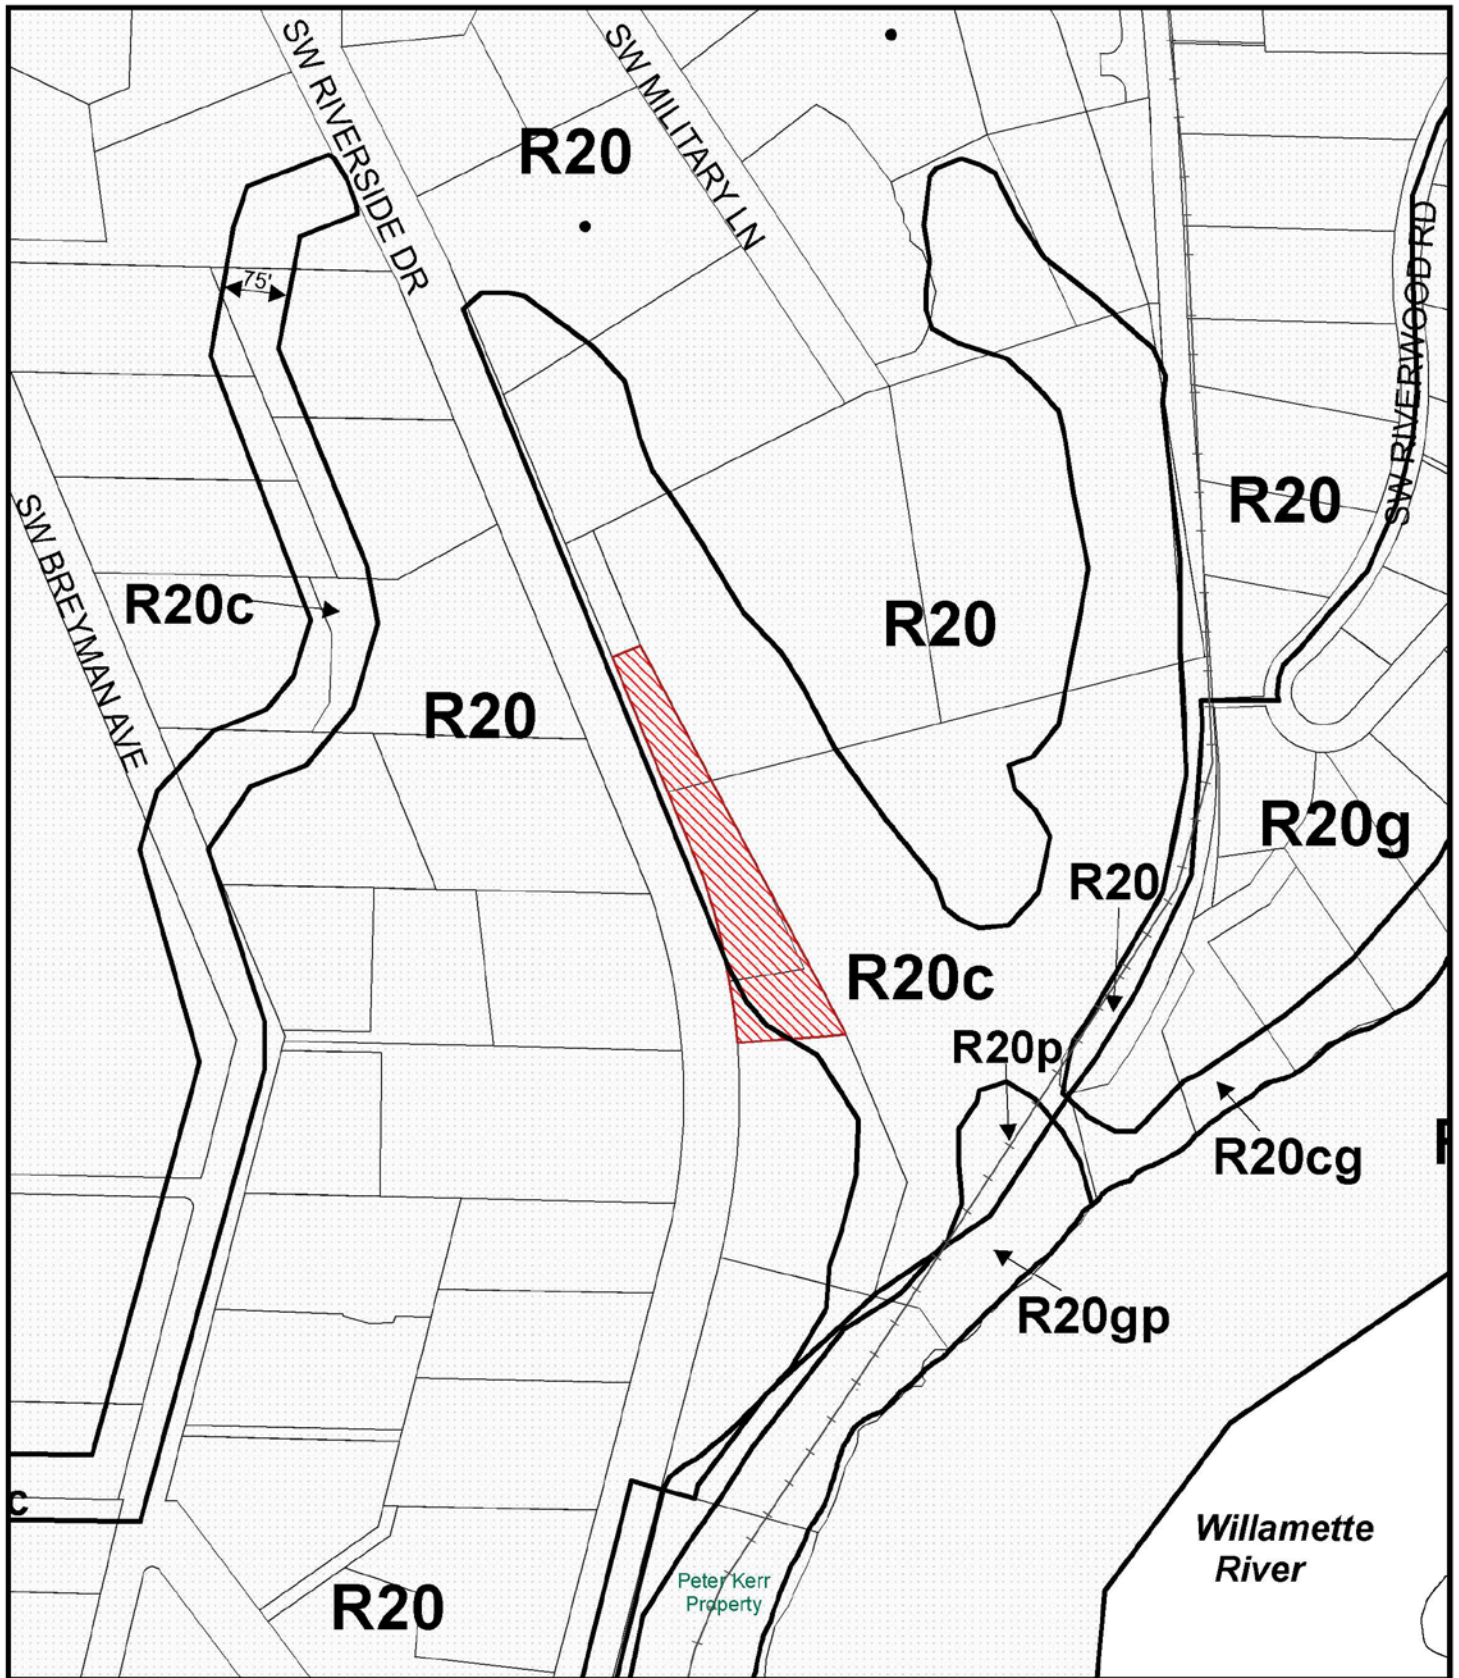 SW RIVERSIDE DR
SW MILITARY LN
R20
SW RIVERWOOD RD
75'
SW BREYMAN AVE
R20
R20c
R20
R20
R20g
R20
R20c
R20p
R20cg
R20gp
c
Willamette
River
Peter Kerr
Property
R20